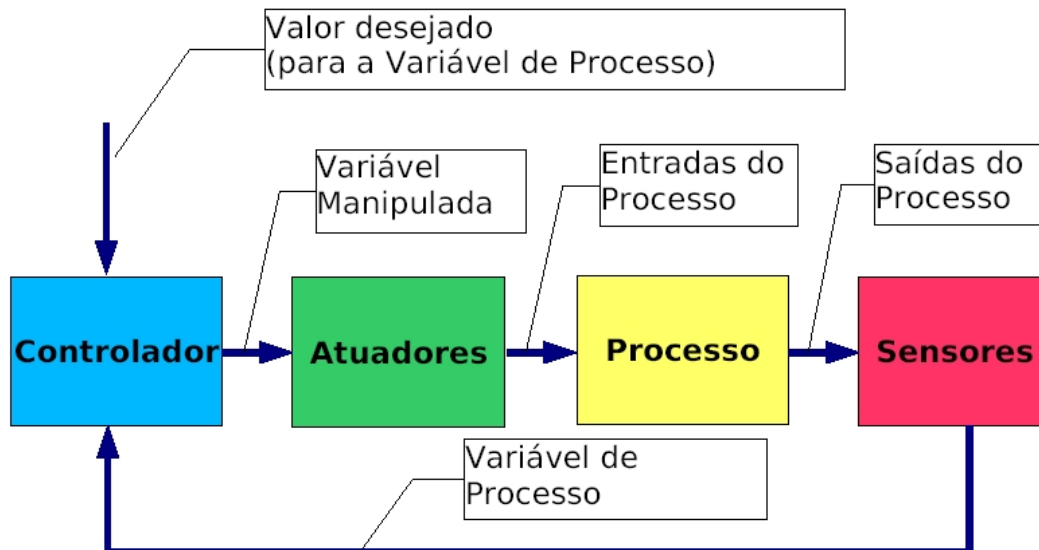 Valor desejado
(para a Variável de Processo)
Variável
Manipulada
Entradas do
Processo
Saídas do
Processo
Controlador
Atuadores
Processo
Sensores
Variável de
Processo